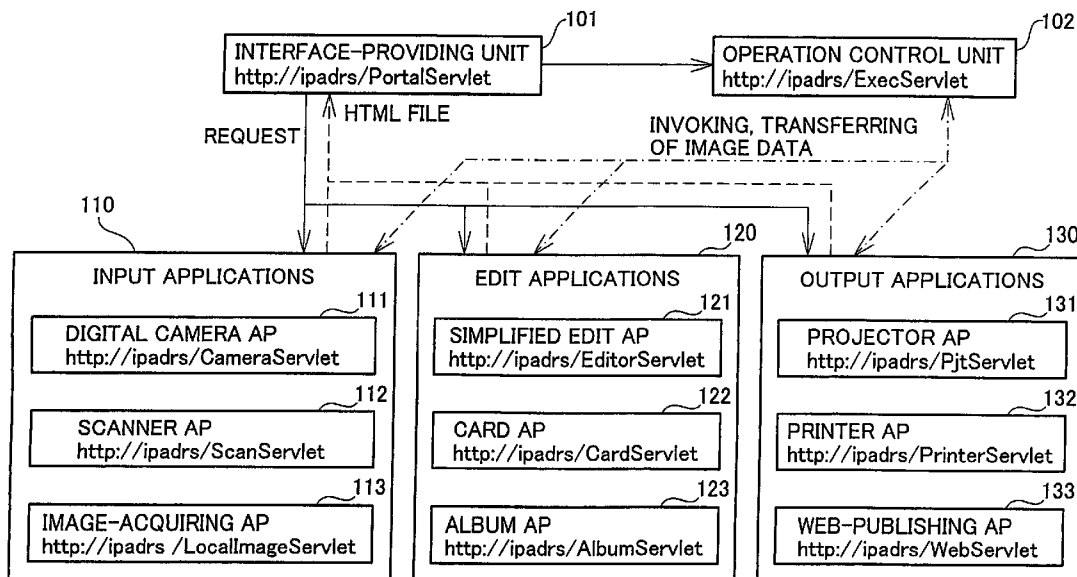 101
102
INTERFACE-PROVIDING UNIT
http://ipadrs/PortalServlet
OPERATION CONTROL UNIT
http://ipadrs/ExecServlet
HTML FILE
REQUEST
INVOKING, TRANSFERRING
OF IMAGE DATA
110
120
130
INPUT APPLICATIONS
111
DIGITAL CAMERA AP
http://ipadrs/CameraServlet
112
SCANNER AP
http://ipadrs/ScanServlet
113
IMAGE-ACQUIRING AP
http://ipadrs /LocalImageServlet
EDIT APPLICATIONS
121
SIMPLIFIED EDIT AP
http://ipadrs/EditorServlet
122
CARD AP
http://ipadrs/CardServlet
123
ALBUM AP
http://ipadrs/AlbumServlet
OUTPUT APPLICATIONS
131
PROJECTOR AP
http://ipadrs/PjtServlet
132
PRINTER AP
http://ipadrs/PrinterServlet
133
WEB-PUBLISHING AP
http://ipadrs/WebServlet